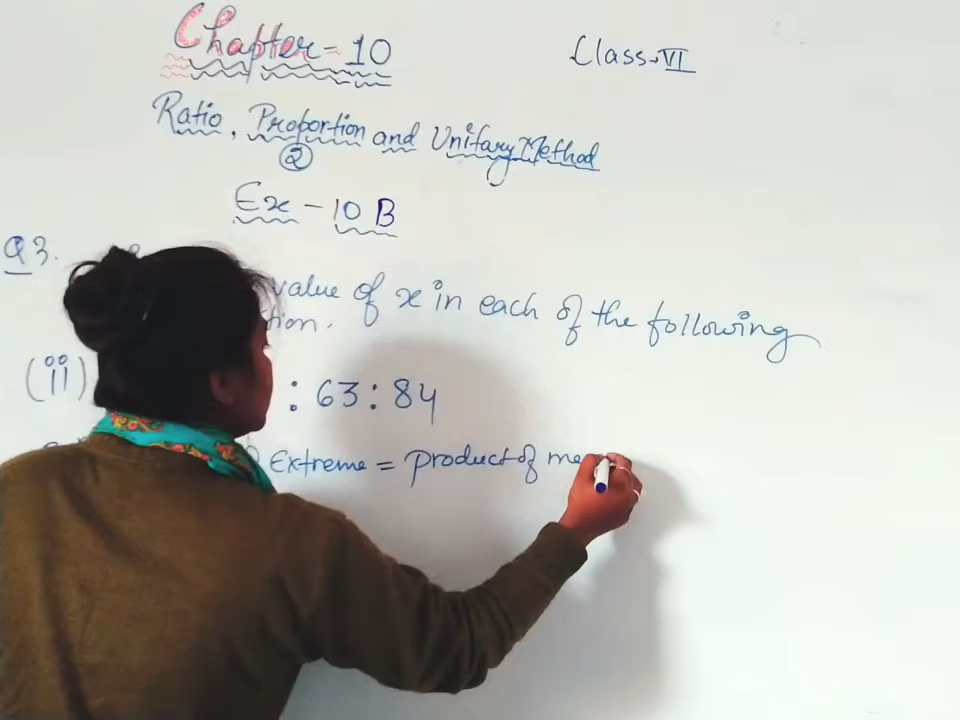 Chapter-10
Class-VI
Ratio, Proportion and Unitary Method
②
Ex - 10 B
Q3.
value of x in each of the following
tion.
(ii) : 63 : 84
Extreme = product of me